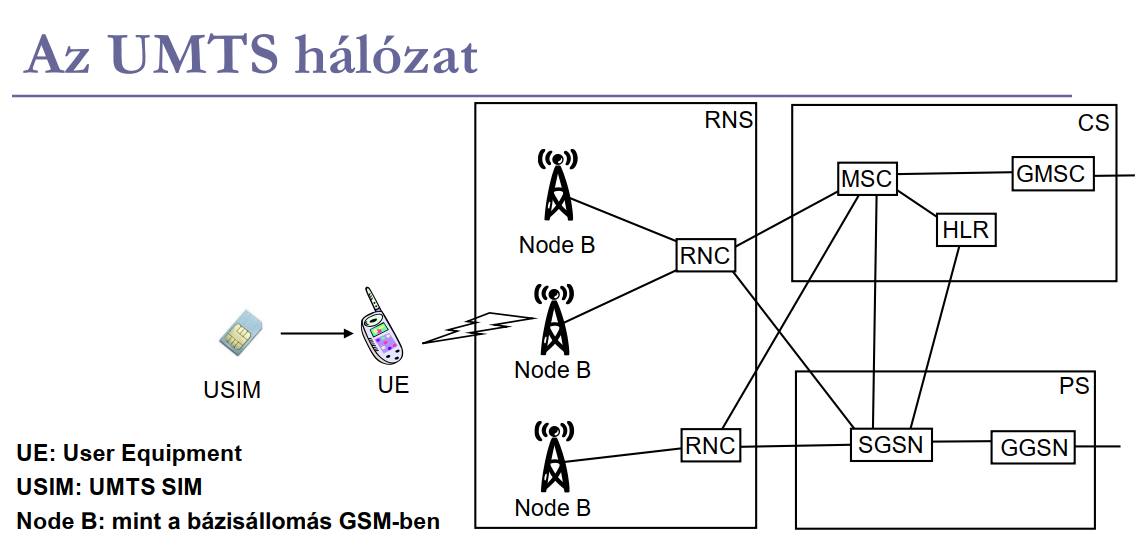 Az UMTS hálózat
RNS
CS
MSC
GMSC
HLR
Node B
RNC
Node B
USIM
UE
PS
RNC
SGSN
GGSN
Node B
UE: User Equipment
USIM: UMTS SIM
Node B: mint a bázisállomás GSM-ben